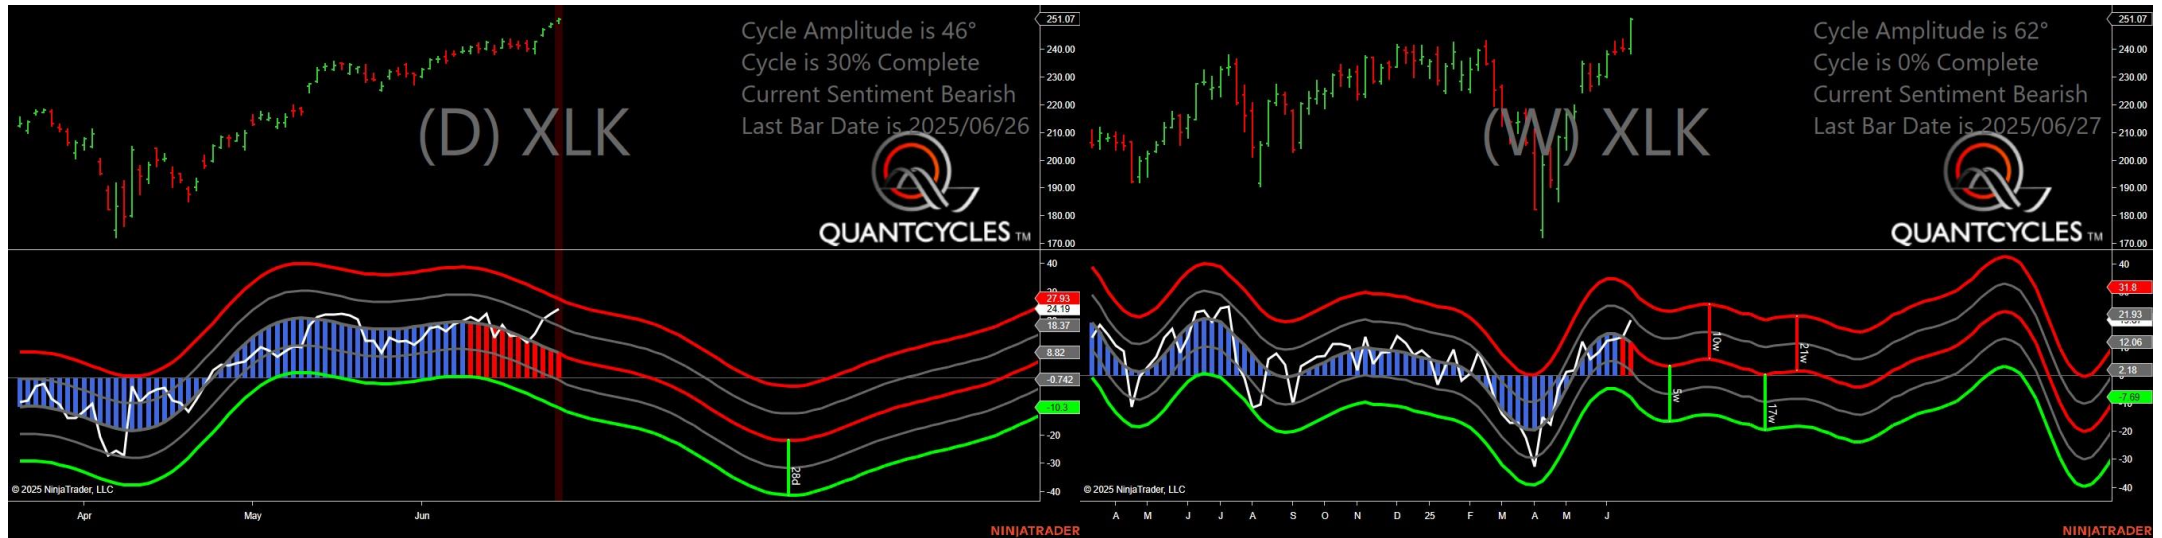 Cycle Amplitude is 46°
Cycle is 30% Complete
Current Sentiment Bearish
Last Bar Date is 2025/06/26
(D) XLK
QUANTCYCLES TM
251.07
240.00
230.00
220.00
210.00
200.00
190.00
180.00
170.00
40
27.93
24.19
18.37
8.82
-0.742
-10.3
-20
-30
-40
28d
© 2025 NinjaTrader, LLC
Apr May Jun
NINJATRADER
Cycle Amplitude is 62°
Cycle is 0% Complete
Current Sentiment Bearish
Last Bar Date is 2025/06/27
(W) XLK
QUANTCYCLES TM
251.07
240.00
230.00
220.00
210.00
200.00
190.00
180.00
170.00
40
31.8
21.93
12.06
2.18
-7.69
-20
-30
-40
10w
21w
17w
© 2025 NinjaTrader, LLC
A M J J A S O N D 25 F M A M J
NINJATRADER